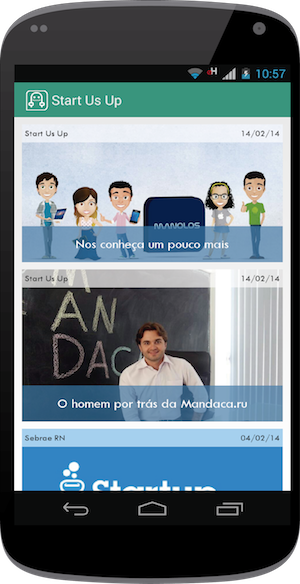 H
10:57
Start Us Up
Start Us Up 14/02/14
MANOLOS
Nos conheça um pouco mais
Start Us Up 14/02/14
M
AN
DAC
O homem por trás da Mandaca.ru
Sebrae RN 04/02/14
Startup